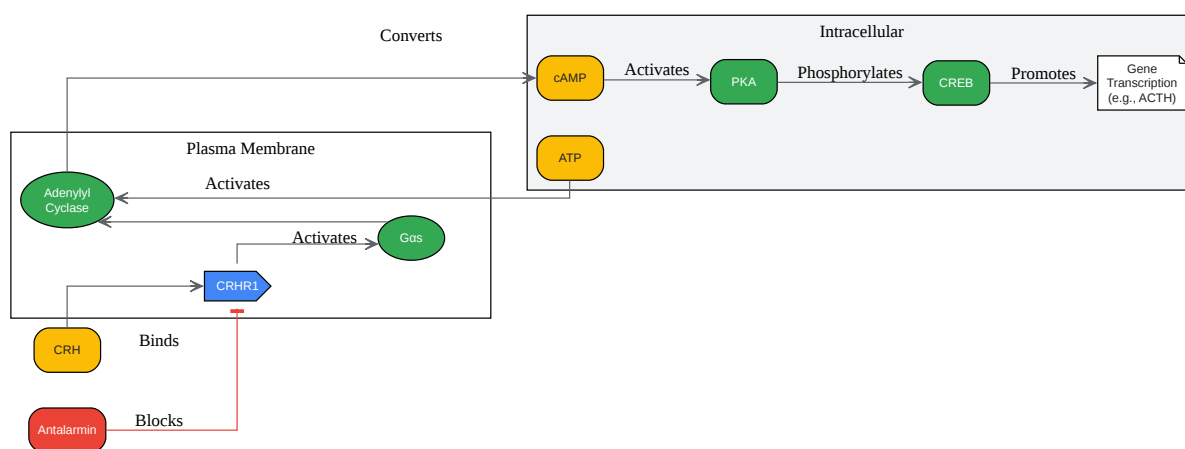 Converts
Intracellular
cAMP
Activates
PKA
Phosphorylates
CREB
Promotes
Gene
Transcription
(e.g., ACTH)
Plasma Membrane
ATP
Adenylyl
Cyclase
Activates
Activates
Gαs
CRHR1
CRH
Binds
Antalarmin
Blocks